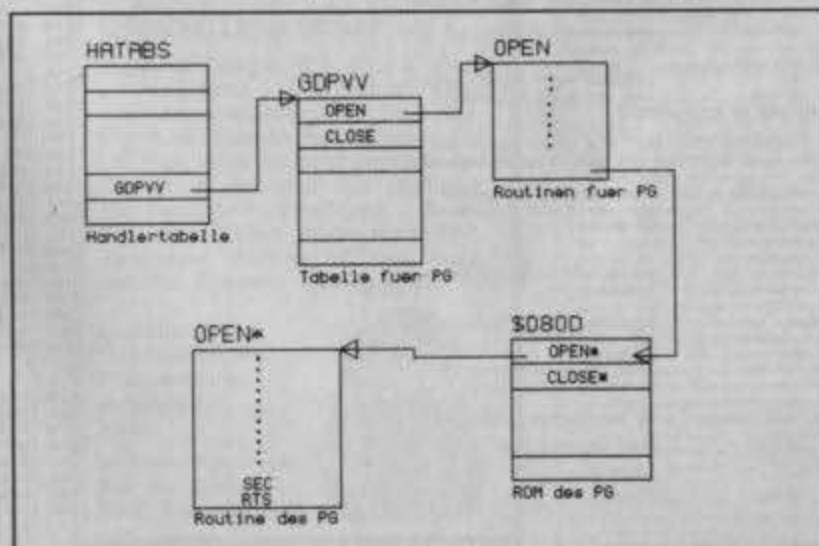 HATABS
GDPVV
Handlertabelle
GDPVV
OPEN
CLOSE
Tabelle fuer PG
OPEN
Routinen fuer PG
OPEN*
SEC
RTS
Routine des PG
$D80D
OPEN*
CLOSE*
ROM des PG